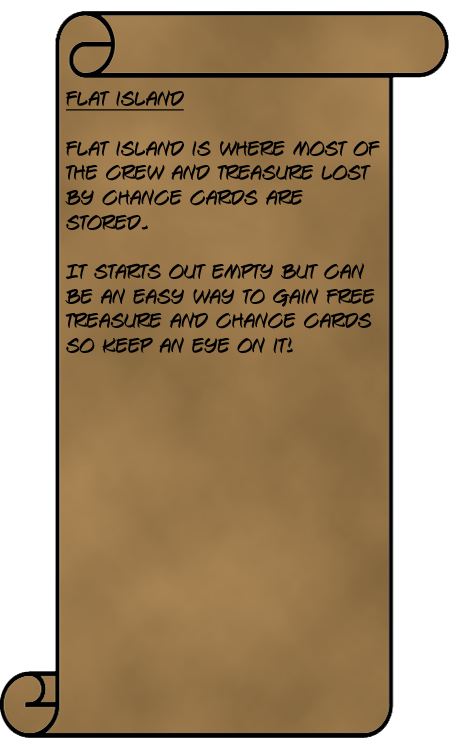 FLAT ISLAND
FLAT ISLAND IS WHERE MOST OF
THE CREW AND TREASURE LOST
BY CHANCE CARDS ARE
STORED.
IT STARTS OUT EMPTY BUT CAN
BE AN EASY WAY TO GAIN FREE
TREASURE AND CHANCE CARDS
SO KEEP AN EYE ON IT!